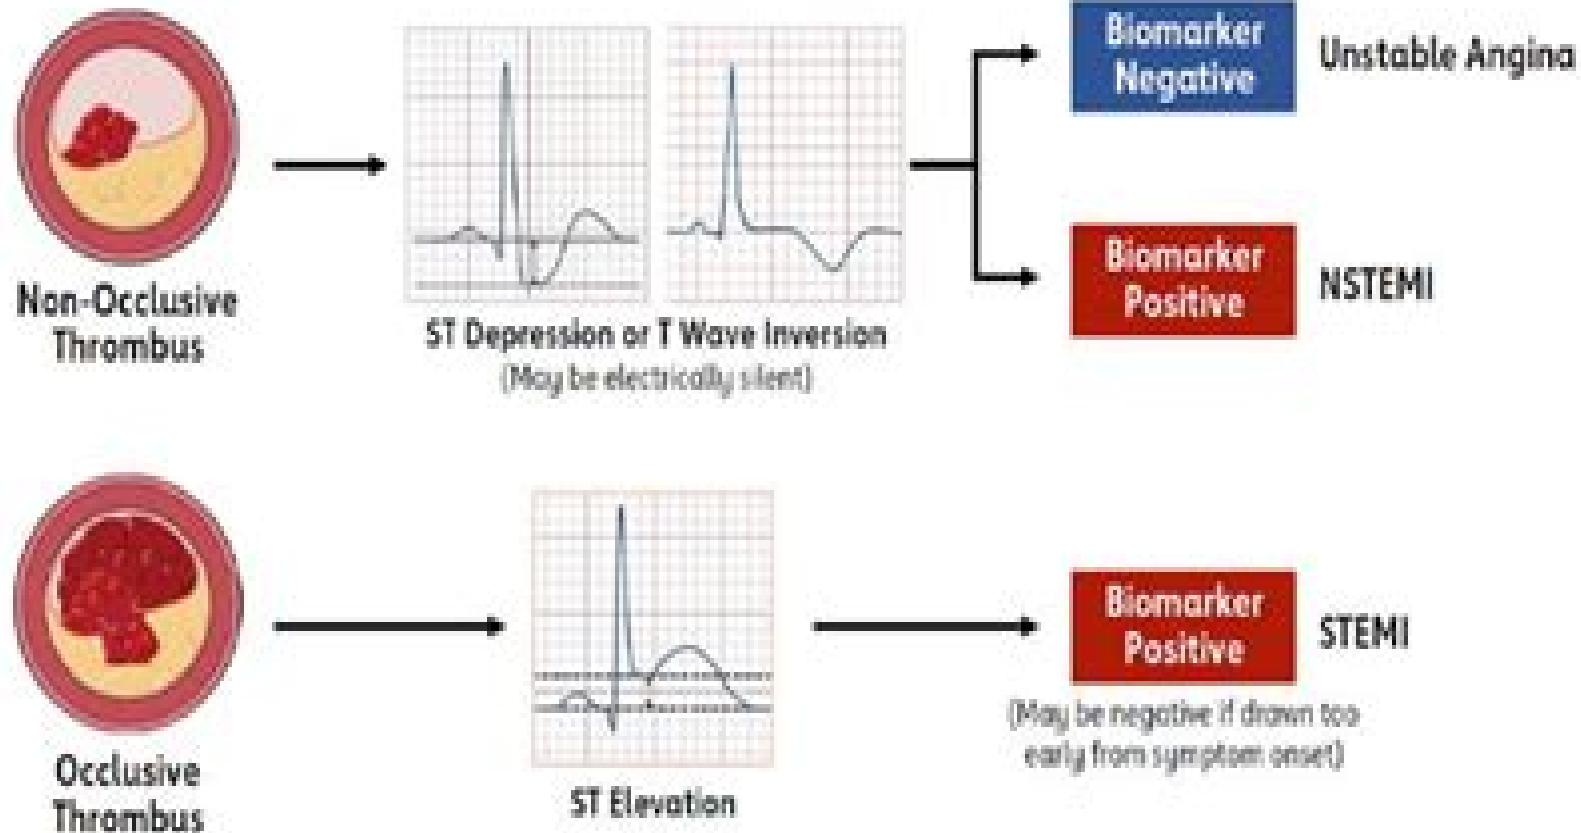 Biomarker
Negative
Unstable Angina
Non-Occlusive
Thrombus
ST Depression or T Wave Inversion
(May be electrically silent)
Biomarker
Positive
NSTEMI
Occlusive
Thrombus
ST Elevation
Biomarker
Positive
STEMI
(May be negative if drawn too
early from symptom onset)